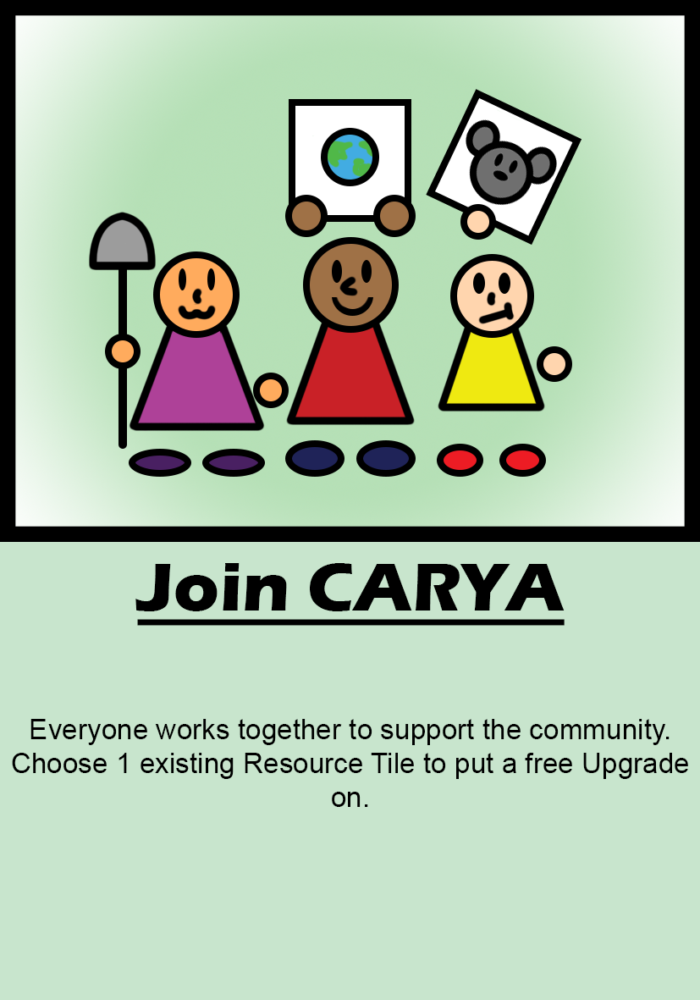 Join CARYA
Everyone works together to support the community.
Choose 1 existing Resource Tile to put a free Upgrade
on.